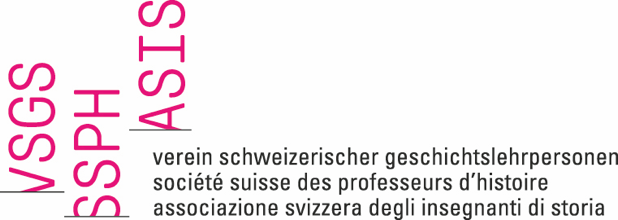 VSGS
SSPH
ASIS
verein schweizerischer geschichtslehrpersonen
société suisse des professeurs d'histoire
associazione svizzera degli insegnanti di storia